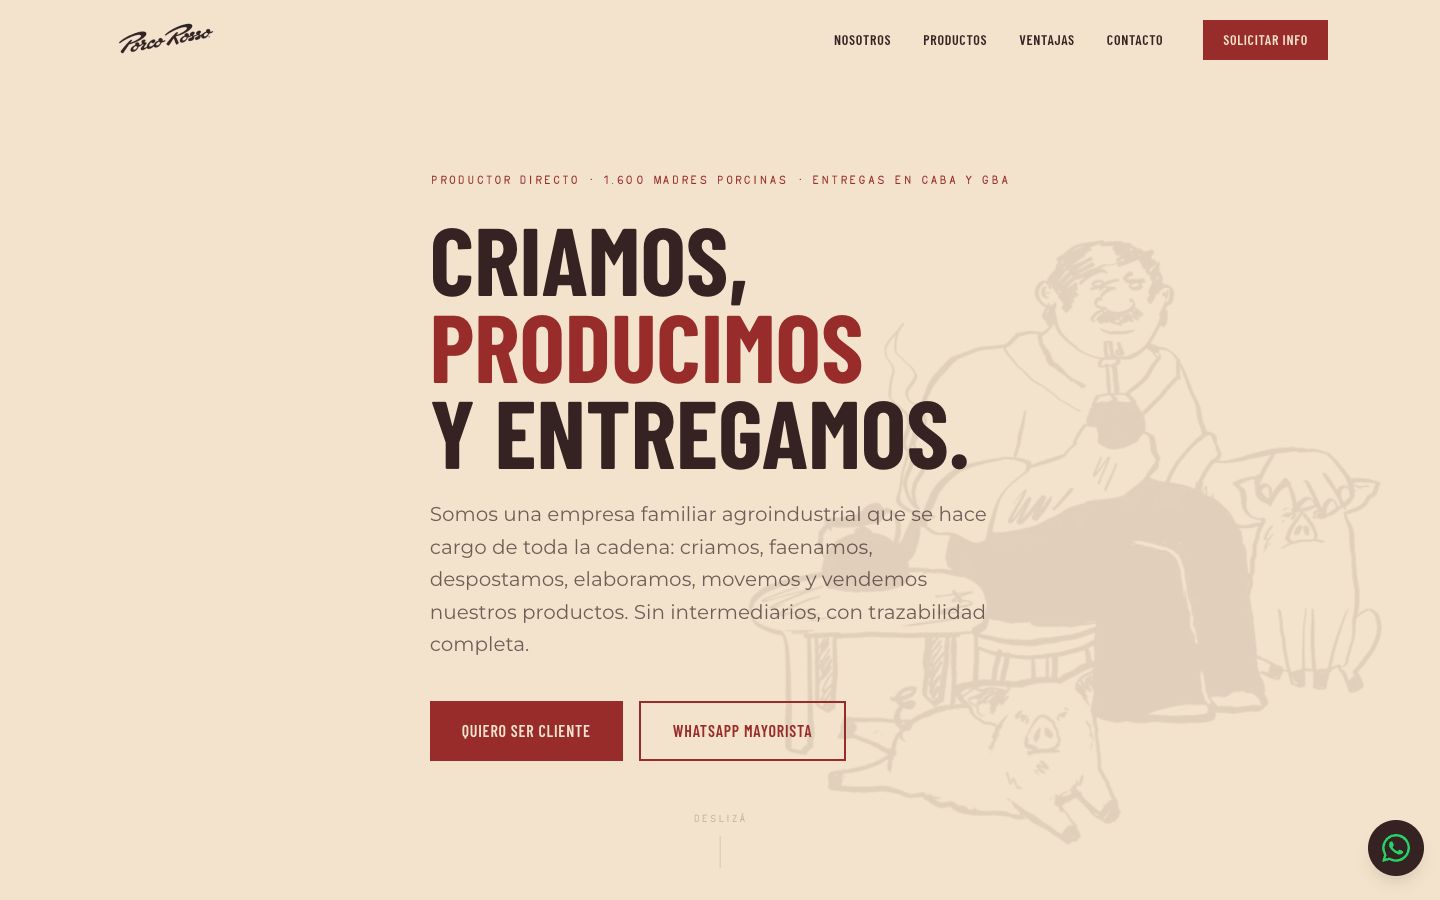 Porco Rosso
NOSOTROS
PRODUCTOS
VENTAJAS
CONTACTO
SOLICITAR INFO
PRODUCTOR DIRECTO · 1.600 MADRES PORCINAS · ENTREGAS EN CABA Y GBA
CRIAMOS,
PRODUCIMOS
Y ENTREGAMOS.
Somos una empresa familiar agroindustrial que se hace
cargo de toda la cadena: criamos, faenamos,
despostamos, elaboramos, movemos y vendemos
nuestros productos. Sin intermediarios, con trazabilidad
completa.
QUIERO SER CLIENTE
WHATSAPP MAYORISTA
DESLIZÁ